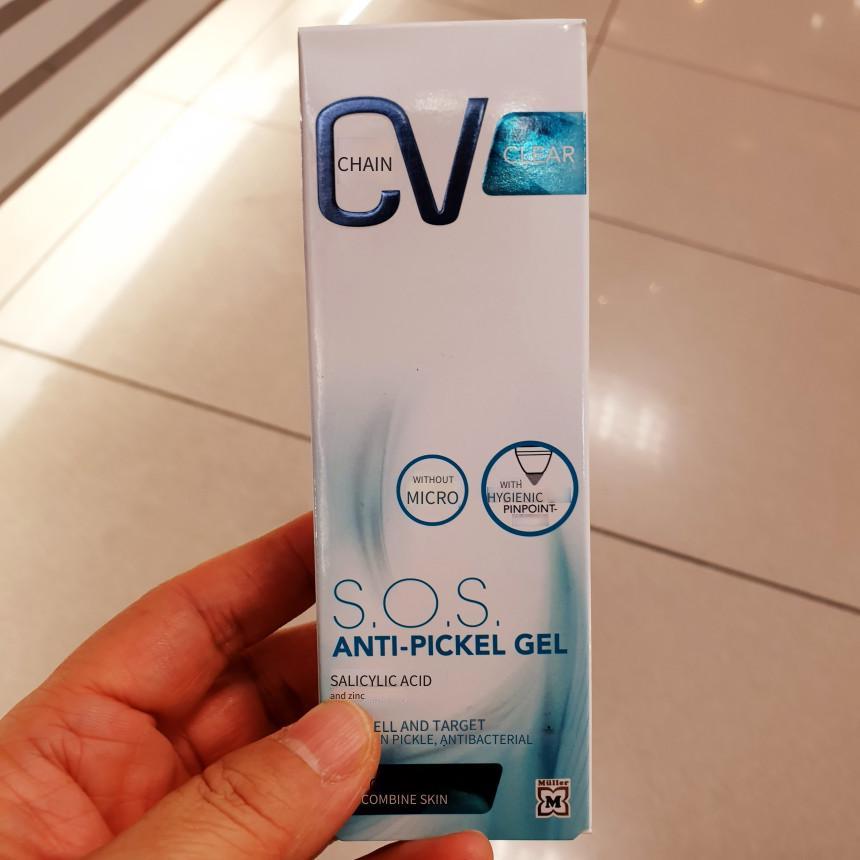 CV
CHAIN
CLEAR
WITHOUT
MICRO
WITH
HYGIENIC
PINPOINT-
S.O.S.
ANTI-PICKEL GEL
SALICYLIC ACID
and zinc
ELL AND TARGET
N PICKLE, ANTIBACTERIAL
COMBINE SKIN
Müller
M